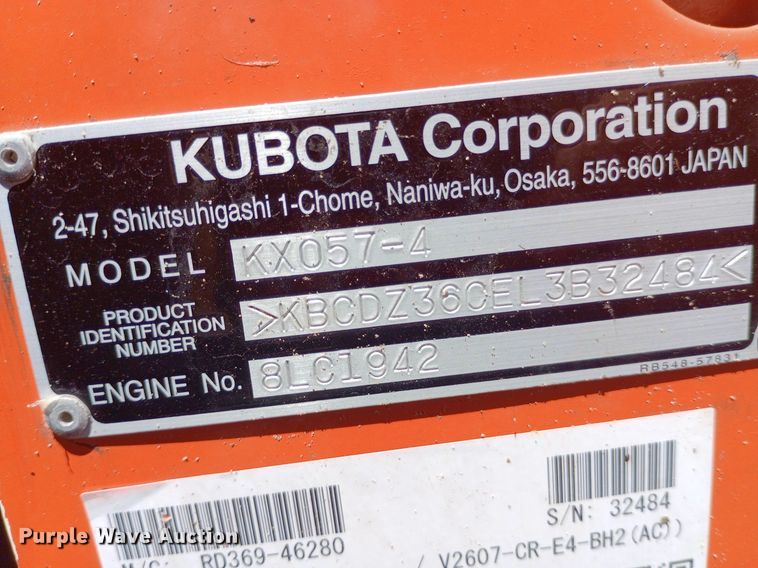 KUBOTA Corporation
2-47, Shikitsuhigashi 1-Chome, Naniwa-ku, Osaka, 556-8601 JAPAN
MODEL KX057-4
PRODUCT IDENTIFICATION NUMBER >KBCDZ36CEL3B32484<
ENGINE No. 8LC1942
RB548-57831
S/N: 32484
RD369-46280 / V2607-CR-E4-BH2(AC))
Purple Wave Auction